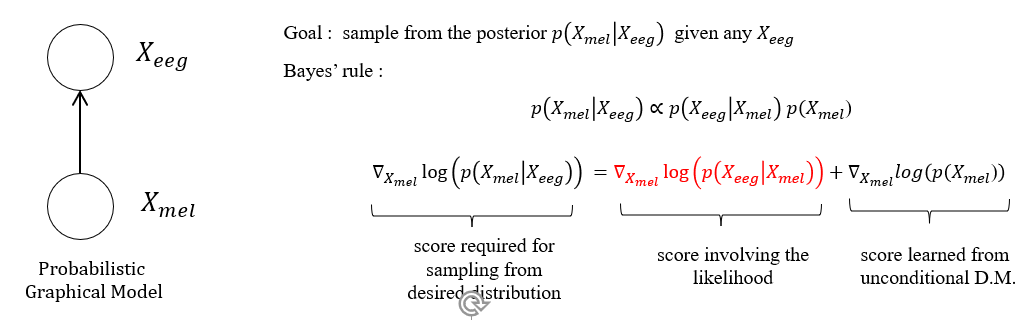 X_eeg
X_mel
Probabilistic
Graphical Model
Goal : sample from the posterior p(X_mel|X_eeg) given any X_eeg
Bayes’ rule :
p(X_mel|X_eeg) ∝ p(X_eeg|X_mel) p(X_mel)
∇_X_mel log(p(X_mel|X_eeg)) = ∇_X_mel log(p(X_eeg|X_mel)) + ∇_X_mel log(p(X_mel))
score required for
sampling from
desired distribution
score involving the
likelihood
score learned from
unconditional D.M.